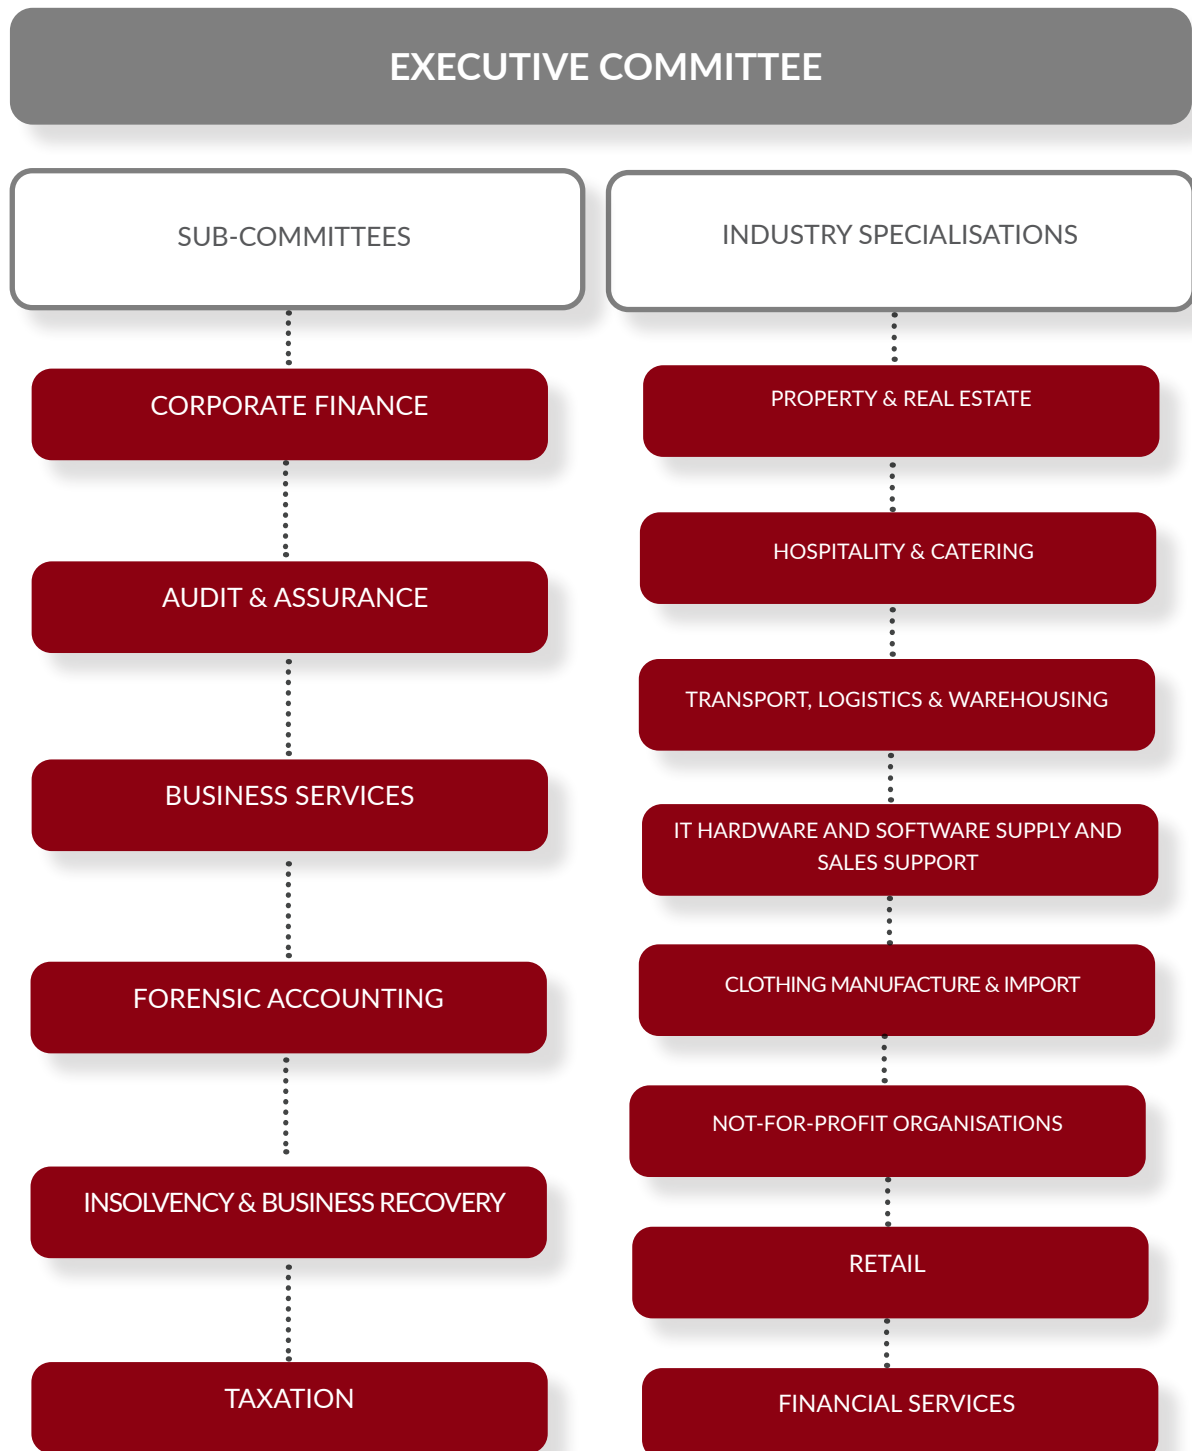 EXECUTIVE COMMITTEE
SUB-COMMITTEES
CORPORATE FINANCE
AUDIT & ASSURANCE
BUSINESS SERVICES
FORENSIC ACCOUNTING
INSOLVENCY & BUSINESS RECOVERY
TAXATION
INDUSTRY SPECIALISATIONS
PROPERTY & REAL ESTATE
HOSPITALITY & CATERING
TRANSPORT, LOGISTICS & WAREHOUSING
IT HARDWARE AND SOFTWARE SUPPLY AND
SALES SUPPORT
CLOTHING MANUFACTURE & IMPORT
NOT-FOR-PROFIT ORGANISATIONS
RETAIL
FINANCIAL SERVICES